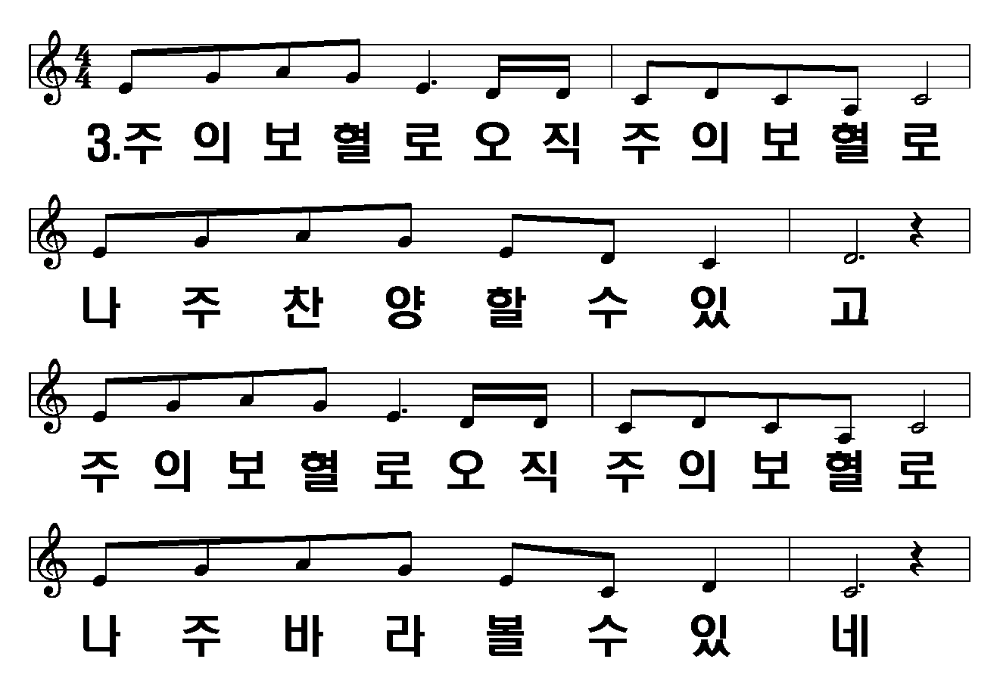 3.주 의 보 혈 로 오 직 주 의 보 혈 로
나 주 찬 양 할 수 있 고
주 의 보 혈 로 오 직 주 의 보 혈 로
나 주 바 라 볼 수 있 네